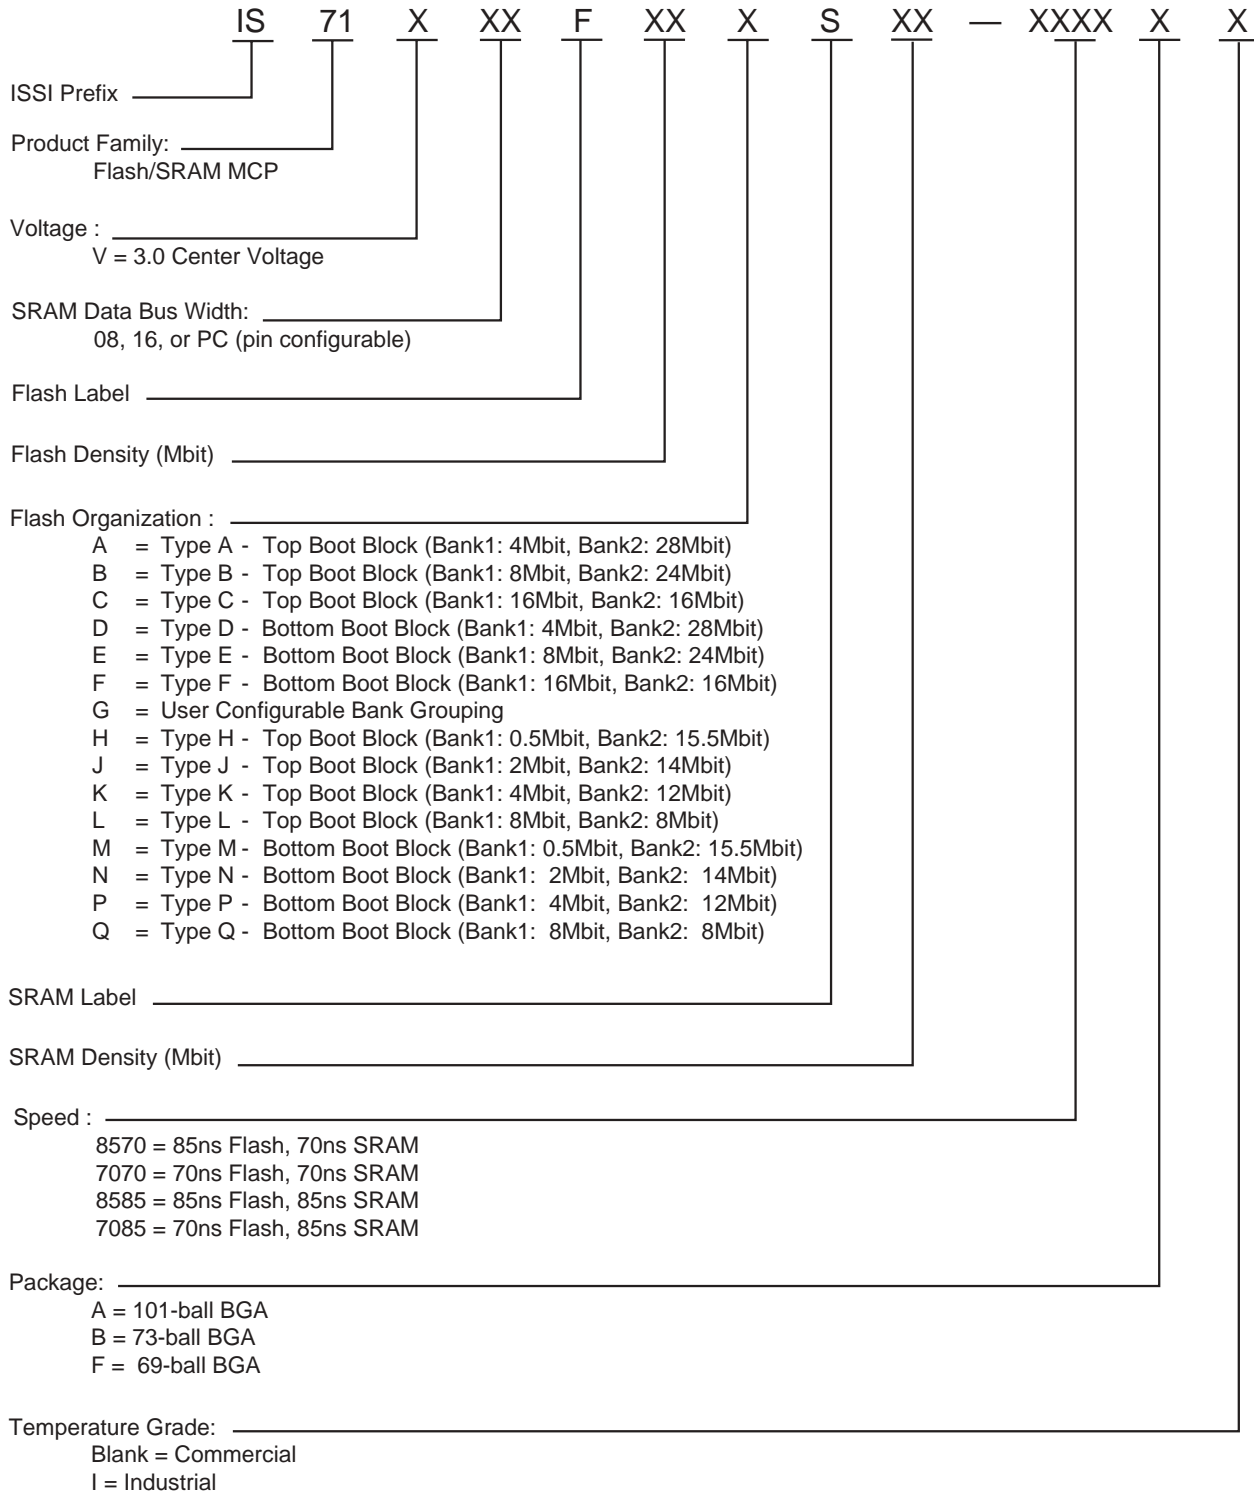 IS 71 X XX F XX X S XX — XXXX X X
ISSI Prefix
Product Family:
Flash/SRAM MCP
Voltage :
V = 3.0 Center Voltage
SRAM Data Bus Width:
08, 16, or PC (pin configurable)
Flash Label
Flash Density (Mbit)
Flash Organization :
A = Type A - Top Boot Block (Bank1: 4Mbit, Bank2: 28Mbit)
B = Type B - Top Boot Block (Bank1: 8Mbit, Bank2: 24Mbit)
C = Type C - Top Boot Block (Bank1: 16Mbit, Bank2: 16Mbit)
D = Type D - Bottom Boot Block (Bank1: 4Mbit, Bank2: 28Mbit)
E = Type E - Bottom Boot Block (Bank1: 8Mbit, Bank2: 24Mbit)
F = Type F - Bottom Boot Block (Bank1: 16Mbit, Bank2: 16Mbit)
G = User Configurable Bank Grouping
H = Type H - Top Boot Block (Bank1: 0.5Mbit, Bank2: 15.5Mbit)
J = Type J - Top Boot Block (Bank1: 2Mbit, Bank2: 14Mbit)
K = Type K - Top Boot Block (Bank1: 4Mbit, Bank2: 12Mbit)
L = Type L - Top Boot Block (Bank1: 8Mbit, Bank2: 8Mbit)
M = Type M - Bottom Boot Block (Bank1: 0.5Mbit, Bank2: 15.5Mbit)
N = Type N - Bottom Boot Block (Bank1: 2Mbit, Bank2: 14Mbit)
P = Type P - Bottom Boot Block (Bank1: 4Mbit, Bank2: 12Mbit)
Q = Type Q - Bottom Boot Block (Bank1: 8Mbit, Bank2: 8Mbit)
SRAM Label
SRAM Density (Mbit)
Speed :
8570 = 85ns Flash, 70ns SRAM
7070 = 70ns Flash, 70ns SRAM
8585 = 85ns Flash, 85ns SRAM
7085 = 70ns Flash, 85ns SRAM
Package:
A = 101-ball BGA
B = 73-ball BGA
F = 69-ball BGA
Temperature Grade:
Blank = Commercial
I = Industrial